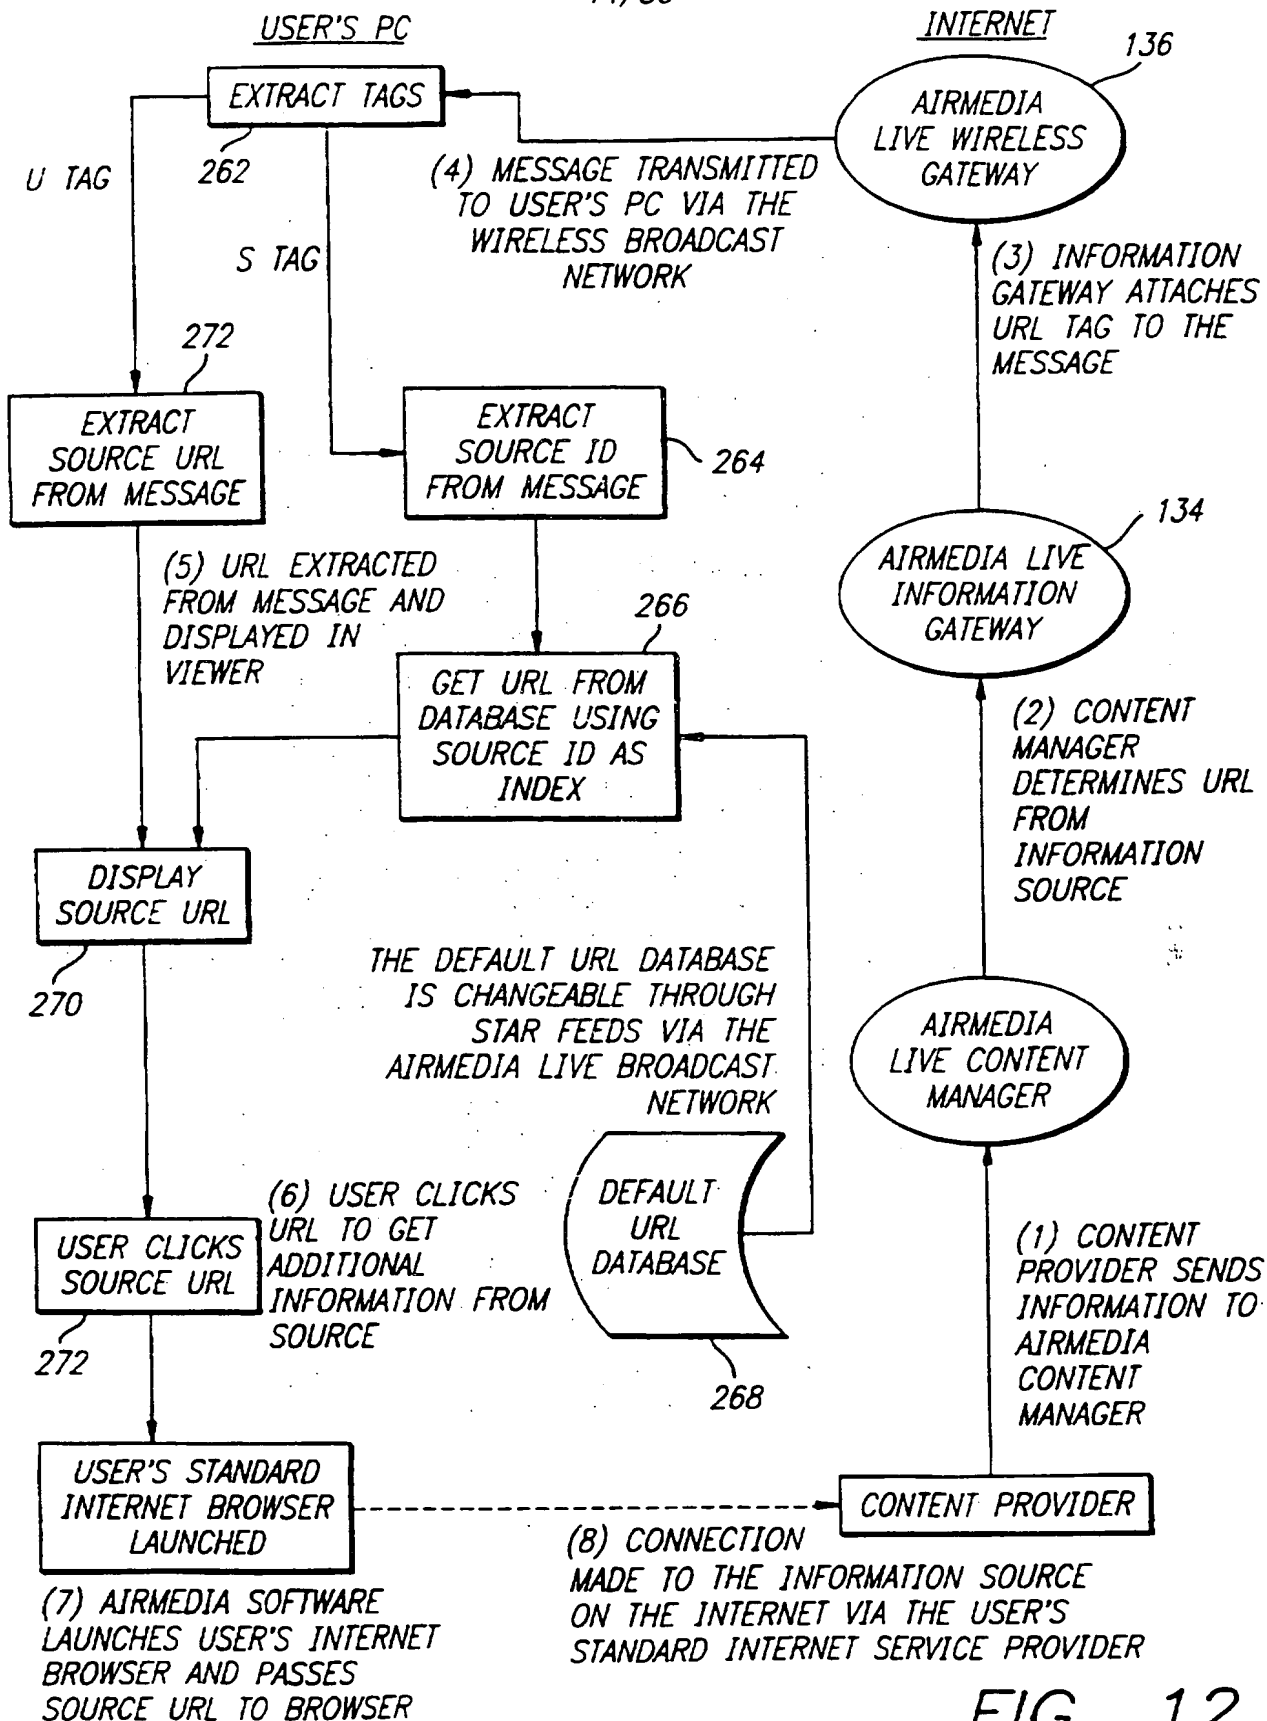 USER'S PC
INTERNET
136
EXTRACT TAGS
AIRMEDIA
LIVE WIRELESS
GATEWAY
262
U TAG
(4) MESSAGE TRANSMITTED
TO USER'S PC VIA THE
WIRELESS BROADCAST
NETWORK
S TAG
(3) INFORMATION
GATEWAY ATTACHES
URL TAG TO THE
MESSAGE
272
EXTRACT
SOURCE URL
FROM MESSAGE
EXTRACT
SOURCE ID
FROM MESSAGE
264
134
AIRMEDIA LIVE
INFORMATION
GATEWAY
(5) URL EXTRACTED
FROM MESSAGE AND
DISPLAYED IN
VIEWER
266
GET URL FROM
DATABASE USING
SOURCE ID AS
INDEX
(2) CONTENT
MANAGER
DETERMINES URL
FROM
INFORMATION
SOURCE
DISPLAY
SOURCE URL
270
THE DEFAULT URL DATABASE
IS CHANGEABLE THROUGH
STAR FEEDS VIA THE
AIRMEDIA LIVE BROADCAST
NETWORK
AIRMEDIA
LIVE CONTENT
MANAGER
DEFAULT
URL
DATABASE
268
(6) USER CLICKS
URL TO GET
ADDITIONAL
INFORMATION FROM
SOURCE
USER CLICKS
SOURCE URL
272
(1) CONTENT
PROVIDER SENDS
INFORMATION TO
AIRMEDIA
CONTENT
MANAGER
USER'S STANDARD
INTERNET BROWSER
LAUNCHED
CONTENT PROVIDER
(8) CONNECTION
MADE TO THE INFORMATION SOURCE
ON THE INTERNET VIA THE USER'S
STANDARD INTERNET SERVICE PROVIDER
(7) AIRMEDIA SOFTWARE
LAUNCHES USER'S INTERNET
BROWSER AND PASSES
SOURCE URL TO BROWSER
FIG. 12